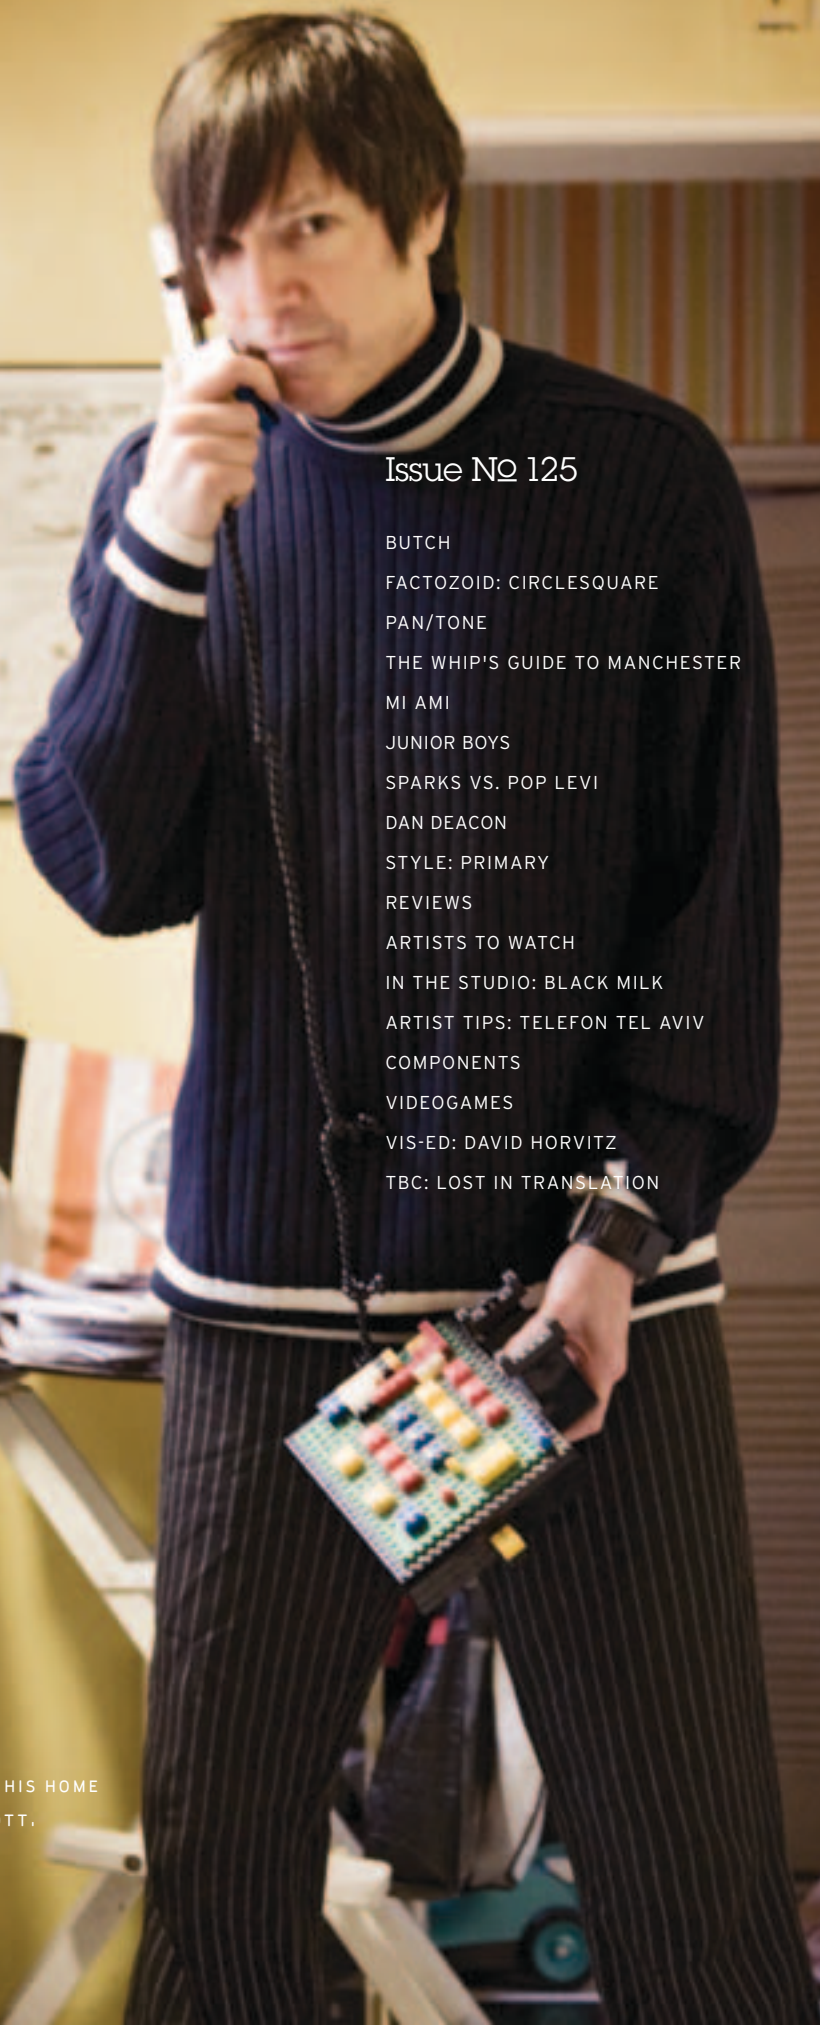 Issue Nº 125
BUTCH
FACTOZOID: CIRCLESQUARE
PAN/TONE
THE WHIP'S GUIDE TO MANCHESTER
MI AMI
JUNIOR BOYS
SPARKS VS. POP LEVI
DAN DEACON
STYLE: PRIMARY
REVIEWS
ARTISTS TO WATCH
IN THE STUDIO: BLACK MILK
ARTIST TIPS: TELEFON TEL AVIV
COMPONENTS
VIDEOGAMES
VIS-ED: DAVID HORVITZ
TBC: LOST IN TRANSLATION
HIS HOME